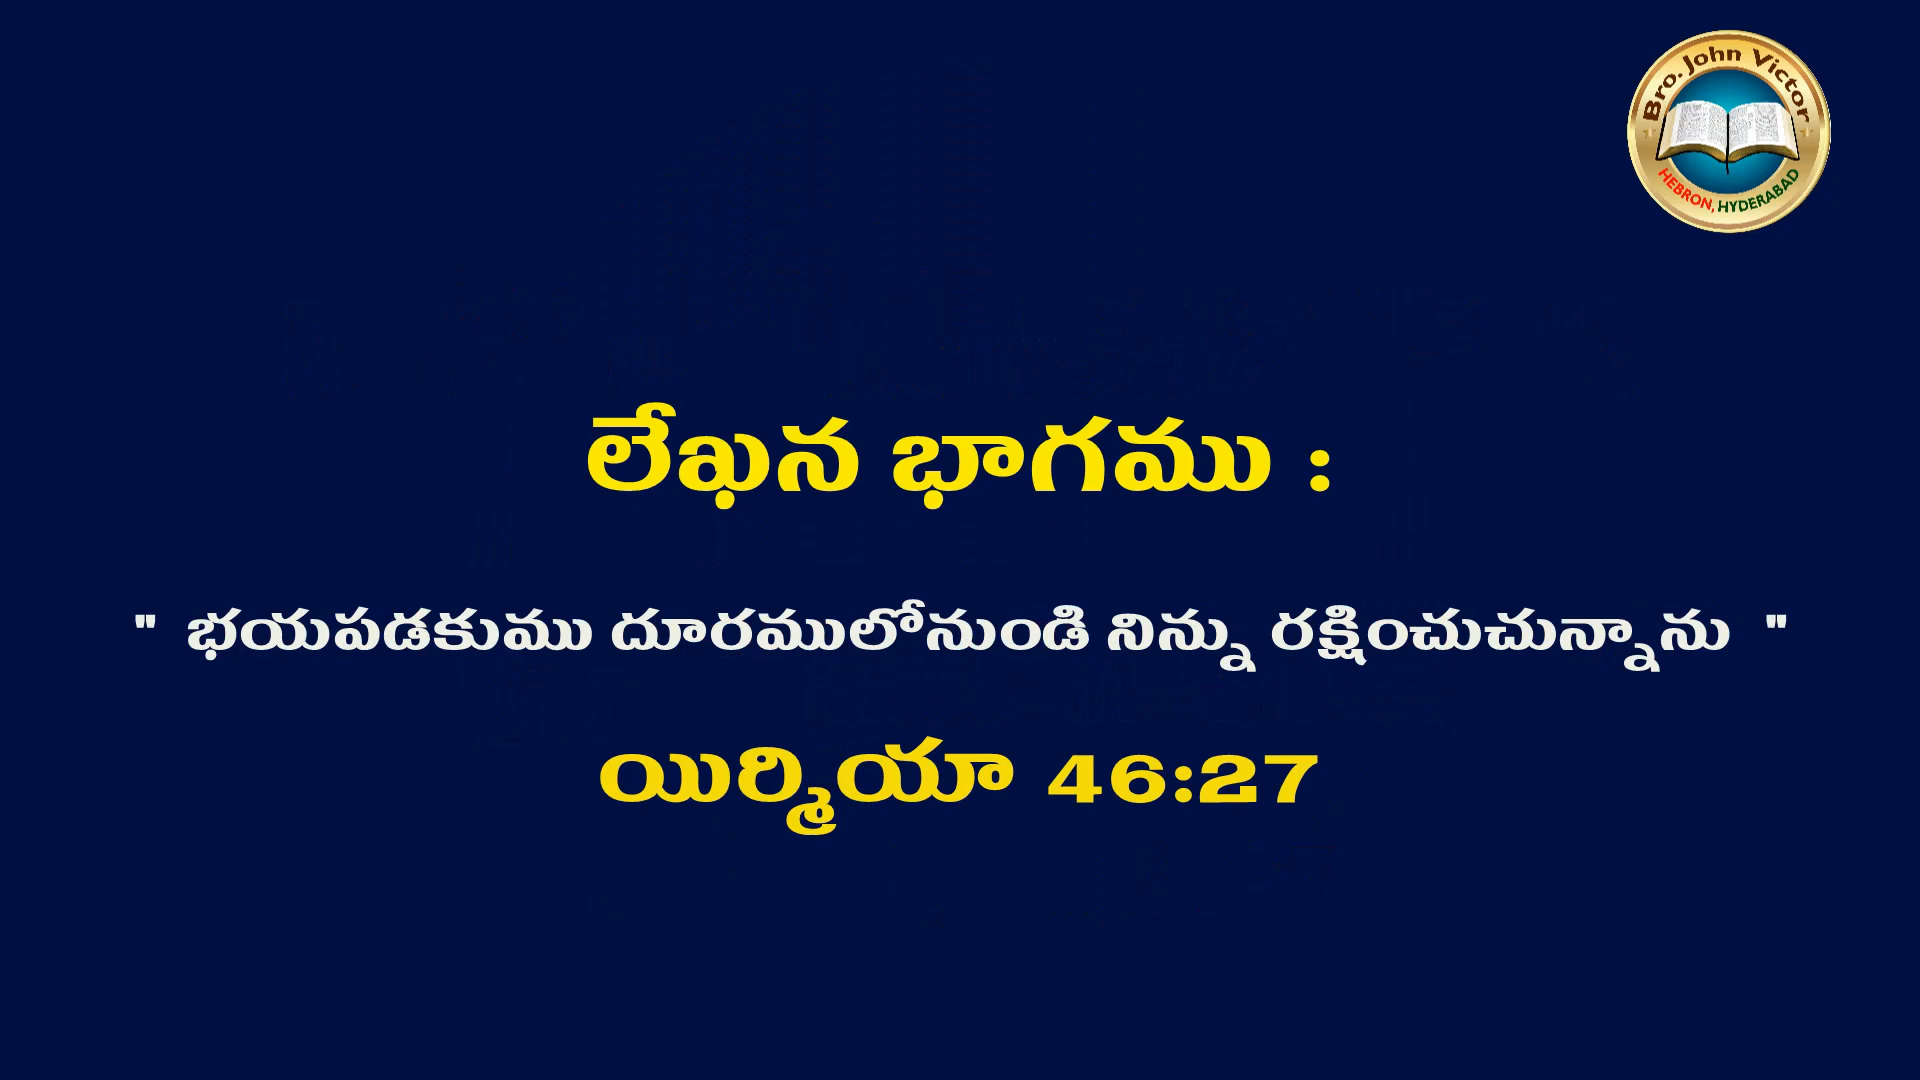 Bro. John Victor
HEBRON, HYDERABAD
లేఖన భాగము :
" భయపడకుము దూరములోనుండి నిన్ను రక్షించుచున్నాను "
యిర్మియా 46:27